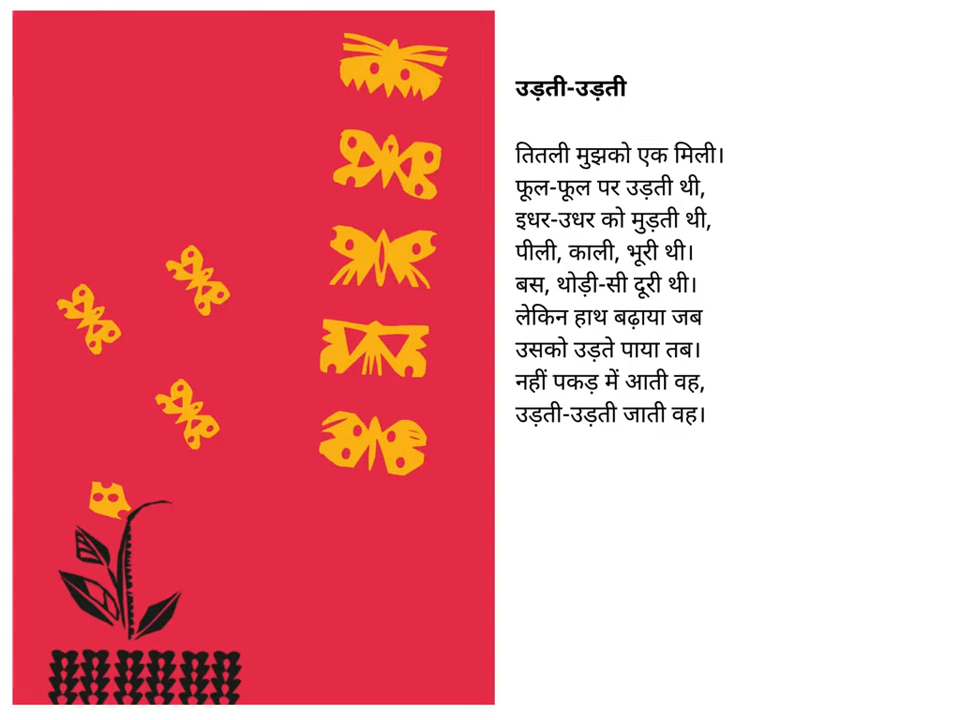 उड़ती-उड़ती
तितली मुझको एक मिली।
फूल-फूल पर उड़ती थी,
इधर-उधर को मुड़ती थी,
पीली, काली, भूरी थी।
बस, थोड़ी-सी दूरी थी।
लेकिन हाथ बढ़ाया जब
उसको उड़ते पाया तब।
नहीं पकड़ में आती वह,
उड़ती-उड़ती जाती वह।